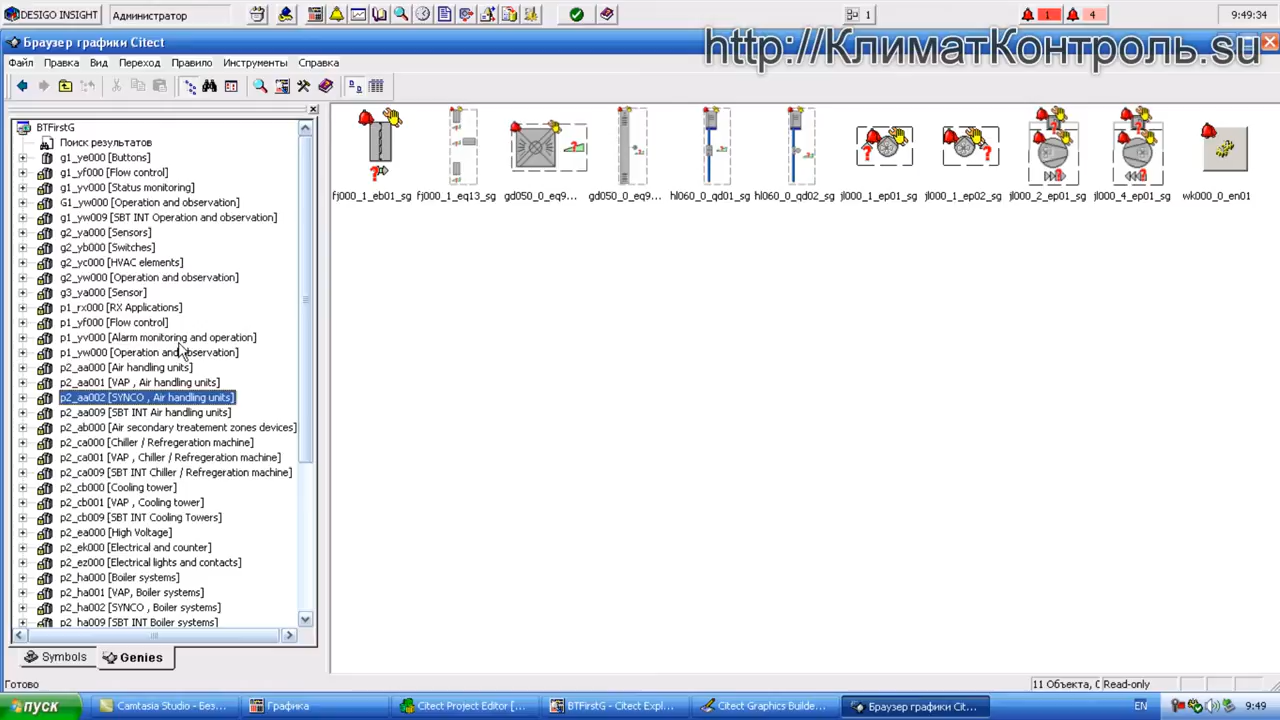 DESIGO INSIGHT
Администратор
1
1
4
9:49:34
Браузер графики Citect
http://КлиматКонтроль.su
Файл Правка Вид Переход Правило Инструменты Справка
BTFirstG
Поиск результатов
g1_ye000 [Buttons]
g1_yf000 [Flow control]
g1_yv000 [Status monitoring]
G1_yw000 [Operation and observation]
g1_yw009 [SBT INT Operation and observation]
g2_ya000 [Sensors]
g2_yb000 [Switches]
g2_yc000 [HVAC elements]
g2_yw000 [Operation and observation]
g3_ya000 [Sensor]
p1_rx000 [RX Applications]
p1_yf000 [Flow control]
p1_yv000 [Alarm monitoring and operation]
p1_yw000 [Operation and observation]
p2_aa000 [Air handling units]
p2_aa001 [VAP , Air handling units]
p2_aa002 [SYNCO , Air handling units]
p2_aa009 [SBT INT Air handling units]
p2_ab000 [Air secondary treatement zones devices]
p2_ca000 [Chiller / Refregeration machine]
p2_ca001 [VAP , Chiller / Refregeration machine]
p2_ca009 [SBT INT Chiller / Refregeration machine]
p2_cb000 [Cooling tower]
p2_cb001 [VAP , Cooling tower]
p2_cb009 [SBT INT Cooling Towers]
p2_ea000 [High Voltage]
p2_ek000 [Electrical and counter]
p2_ez000 [Electrical lights and contacts]
p2_ha000 [Boiler systems]
p2_ha001 [VAP, Boiler systems]
p2_ha002 [SYNCO , Boiler systems]
p2_ha009 [SBT INT Boiler systems]
fj000_1_eb01_sg fj000_1_eq13_sg gd050_0_eq9... gd050_0_eq9... hl060_0_qd01_sg hl060_0_qd02_sg jl000_1_ep01_sg jl000_1_ep02_sg jl000_2_ep01_sg jl000_4_ep01_sg wk000_0_en01
Symbols Genies
Готово
11 Объекта, С Read-only
пуск
Camtasia Studio - Без...
Графика
Citect Project Editor [...
BTFirstG - Citect Expl...
Citect Graphics Builde...
Браузер графики Cit...
EN
9:49